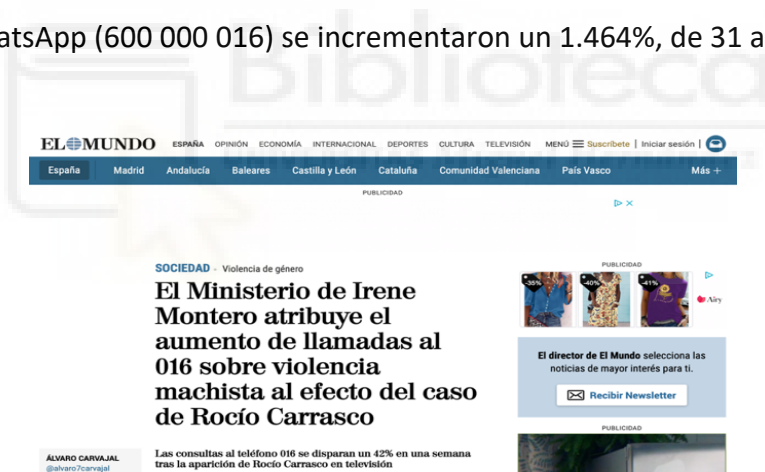 atsApp (600 000 016) se incrementaron un 1.464%, de 31 a
Biblioteca
EL MUNDO ESPAÑA OPINIÓN ECONOMÍA INTERNACIONAL DEPORTES CULTURA TELEVISIÓN MENÚ Suscríbete | Iniciar sesión |
España Madrid Andalucía Baleares Castilla y León Cataluña Comunidad Valenciana País Vasco Más +
PUBLICIDAD
SOCIEDAD - Violencia de género
El Ministerio de Irene
Montero atribuye el
aumento de llamadas al
016 sobre violencia
machista al efecto del caso
de Rocío Carrasco
PUBLICIDAD
-35% -40% -41%
Airy
El director de El Mundo selecciona las
noticias de mayor interés para ti.
Recibir Newsletter
PUBLICIDAD
ÁLVARO CARVAJAL
@alvaro7carvajal
Las consultas al teléfono 016 se disparan un 42% en una semana
tras la aparición de Rocío Carrasco en televisión